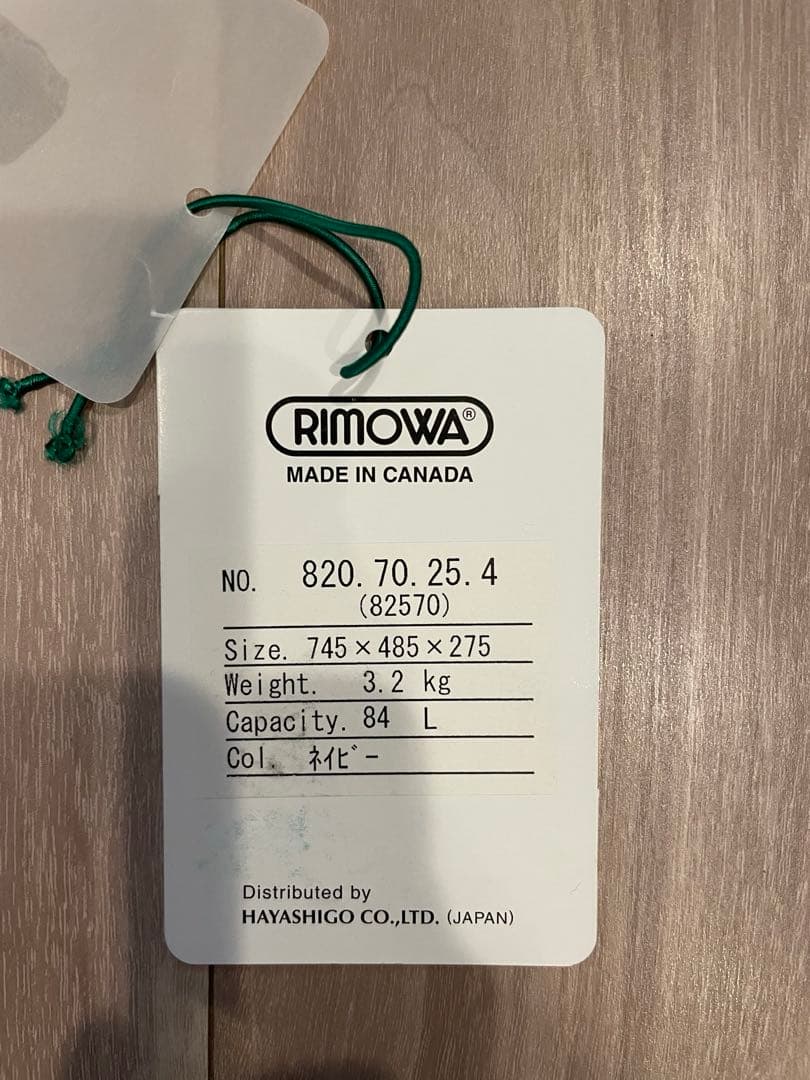 RIMOWA®
MADE IN CANADA
NO. 820.70.25.4
(82570)
Size. 745×485×275
Weight. 3.2 kg
Capacity. 84 L
Col. ﾈｲﾋﾞｰ
Distributed by
HAYASHIGO CO.,LTD. (JAPAN)